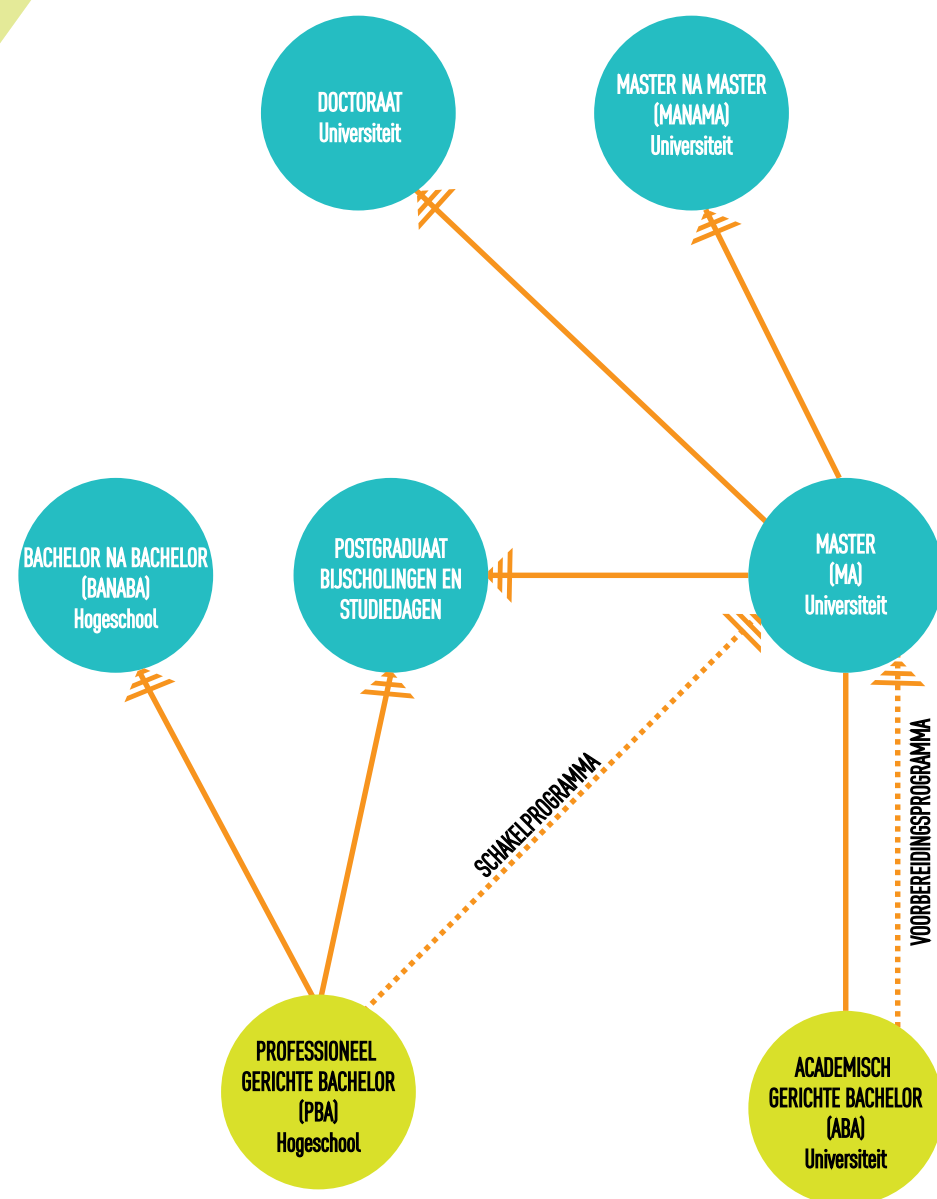 DOCTORAAT
Universiteit
MASTER NA MASTER
(MANAMA)
Universiteit
BACHELOR NA BACHELOR
(BANABA)
Hogeschool
POSTGRADUAAT
BIJSCHOLINGEN EN
STUDIEDAGEN
MASTER
(MA)
Universiteit
SCHAKELPROGRAMMA
VOORBEREIDINGSPROGRAMMA
PROFESSIONEEL
GERICHTE BACHELOR
(PBA)
Hogeschool
ACADEMISCH
GERICHTE BACHELOR
(ABA)
Universiteit